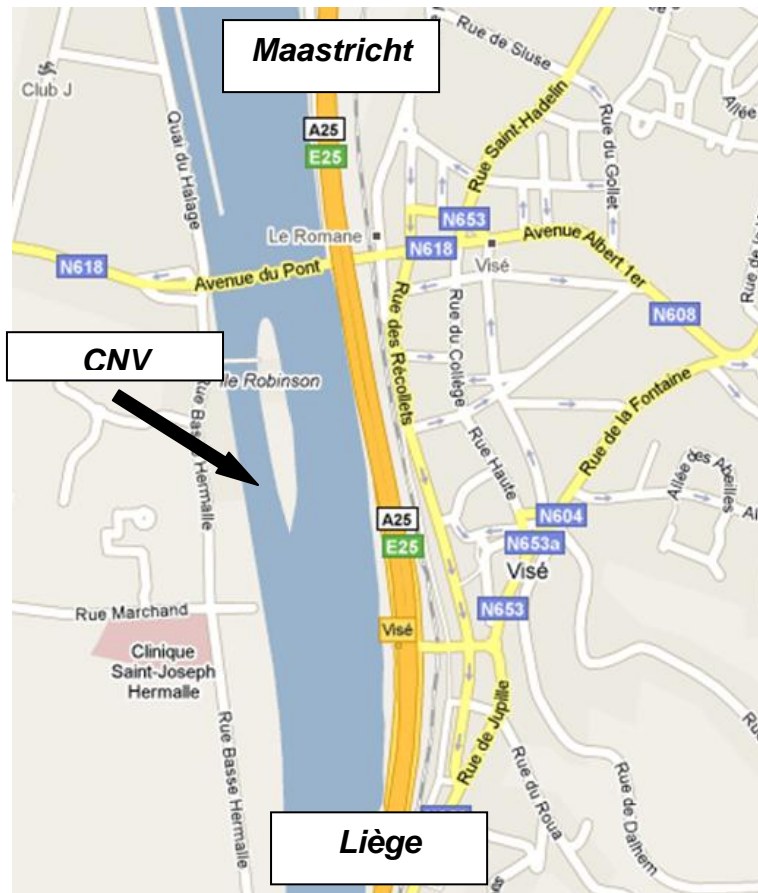 Maastricht
Rue de Sluse
Club J
Quai du Halage
A25
E25
Rue Saint-Hadelin
Rue du Gollet
Allée
N653
Le Romane
N618
Visé
Avenue Albert 1er
N618
Avenue du Pont
Rue des Récollets
Rue du Collège
N608
CNV
Ile Robinson
Rue Basse Hermalle
Rue de la Fontaine
Rue Haute
Allée des Abeilles
A25
E25
N604
N653a
Visé
N653
Rue Marchand
Visé
Clinique
Saint-Joseph
Hermalle
Rue Basse Hermalle
Rue de Jupille
Rue du Roua
Rue de Dalhem
Liège